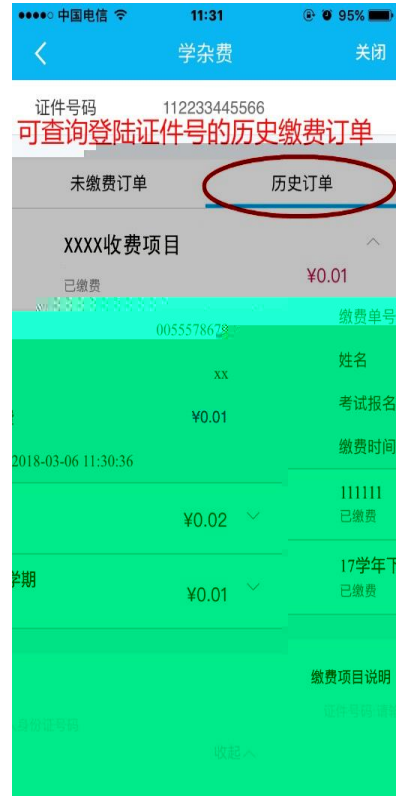 中国电信 11:31 95%
学杂费 关闭
证件号码 112233445566
可查询登陆证件号的历史缴费订单
未缴费订单 历史订单
XXXX收费项目
¥0.01
已缴费
缴费单号
0055578678
姓名
xx
考试报名
¥0.01
缴费时间
2018-03-06 11:30:36
111111
¥0.02
已缴费
17学年下
学期
¥0.01
已缴费
缴费项目说明
身份证号码
收起